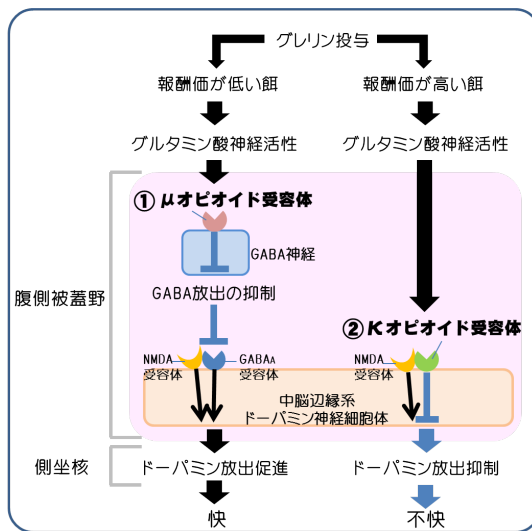 グレリン投与
報酬価が低い餌
報酬価が高い餌
グルタミン酸神経活性
グルタミン酸神経活性
①μオピオイド受容体
GABA神経
GABA放出の抑制
腹側被蓋野
②Κオピオイド受容体
NMDA
受容体
GABAA
受容体
NMDA
受容体
中脳辺縁系
ドーパミン神経細胞体
側坐核
ドーパミン放出促進
ドーパミン放出抑制
快
不快